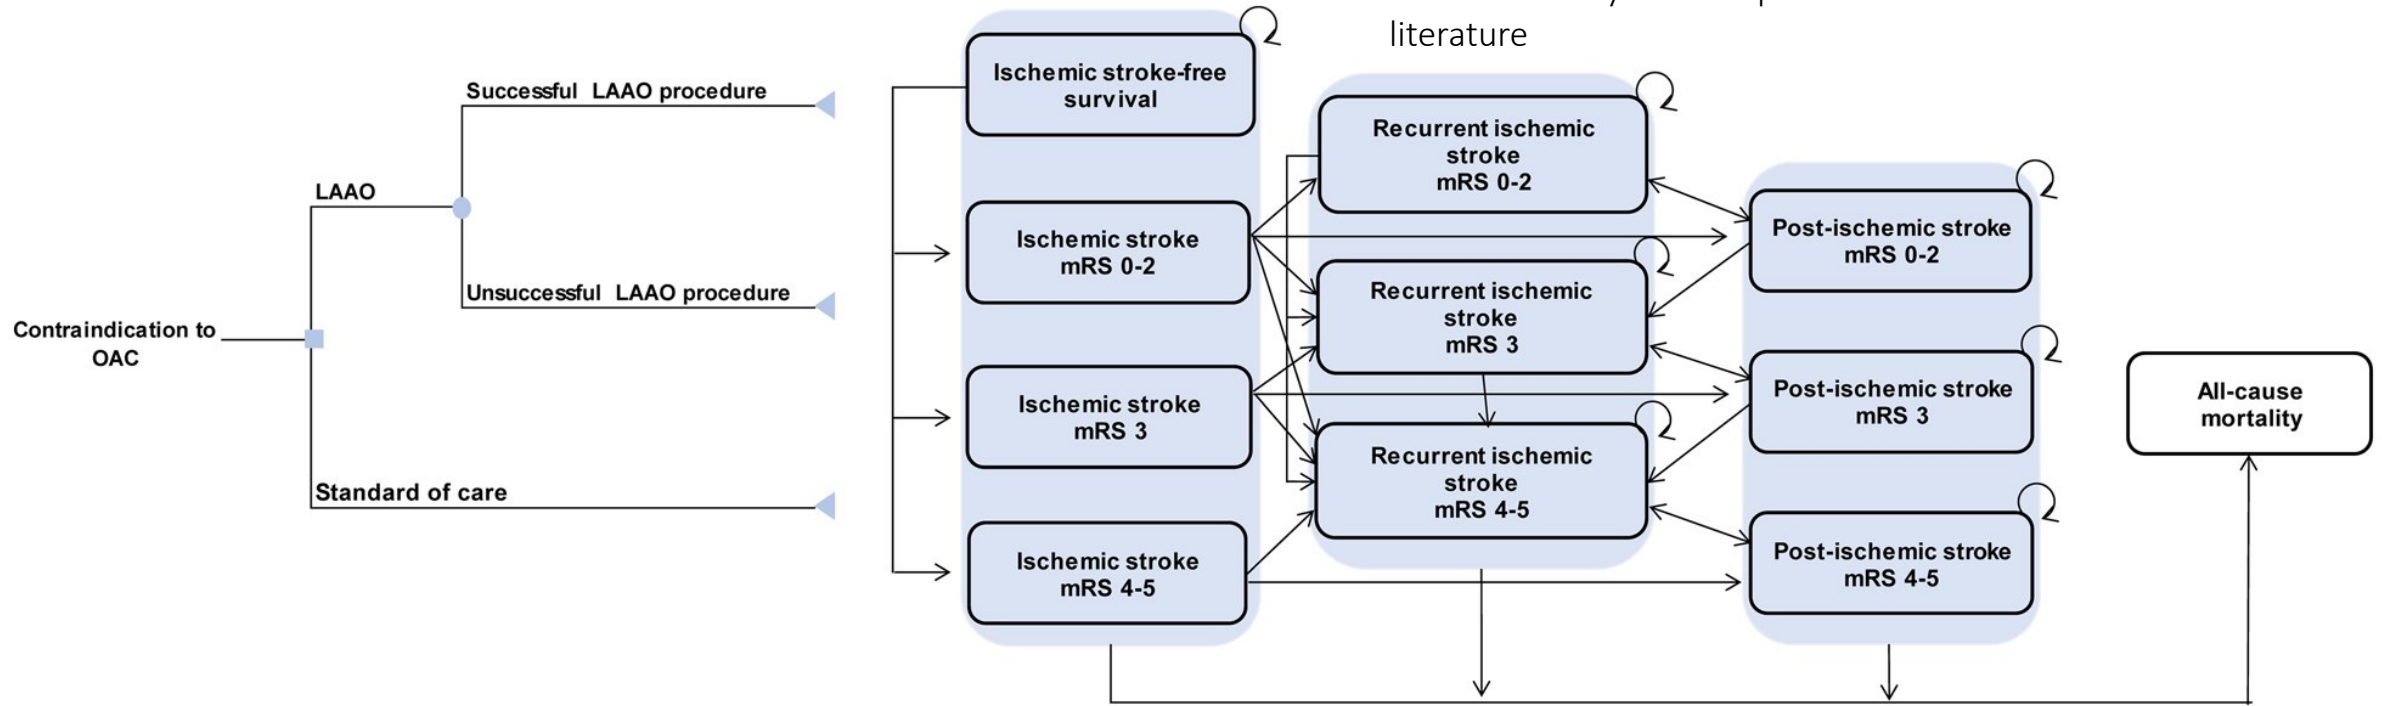 literature
Successful LAAO procedure
LAAO
Unsuccessful LAAO procedure
Contraindication to
OAC
Standard of care
Ischemic stroke-free
survival
Ischemic stroke
mRS 0-2
Ischemic stroke
mRS 3
Ischemic stroke
mRS 4-5
Recurrent ischemic
stroke
mRS 0-2
Recurrent ischemic
stroke
mRS 3
Recurrent ischemic
stroke
mRS 4-5
Post-ischemic stroke
mRS 0-2
Post-ischemic stroke
mRS 3
Post-ischemic stroke
mRS 4-5
All-cause
mortality